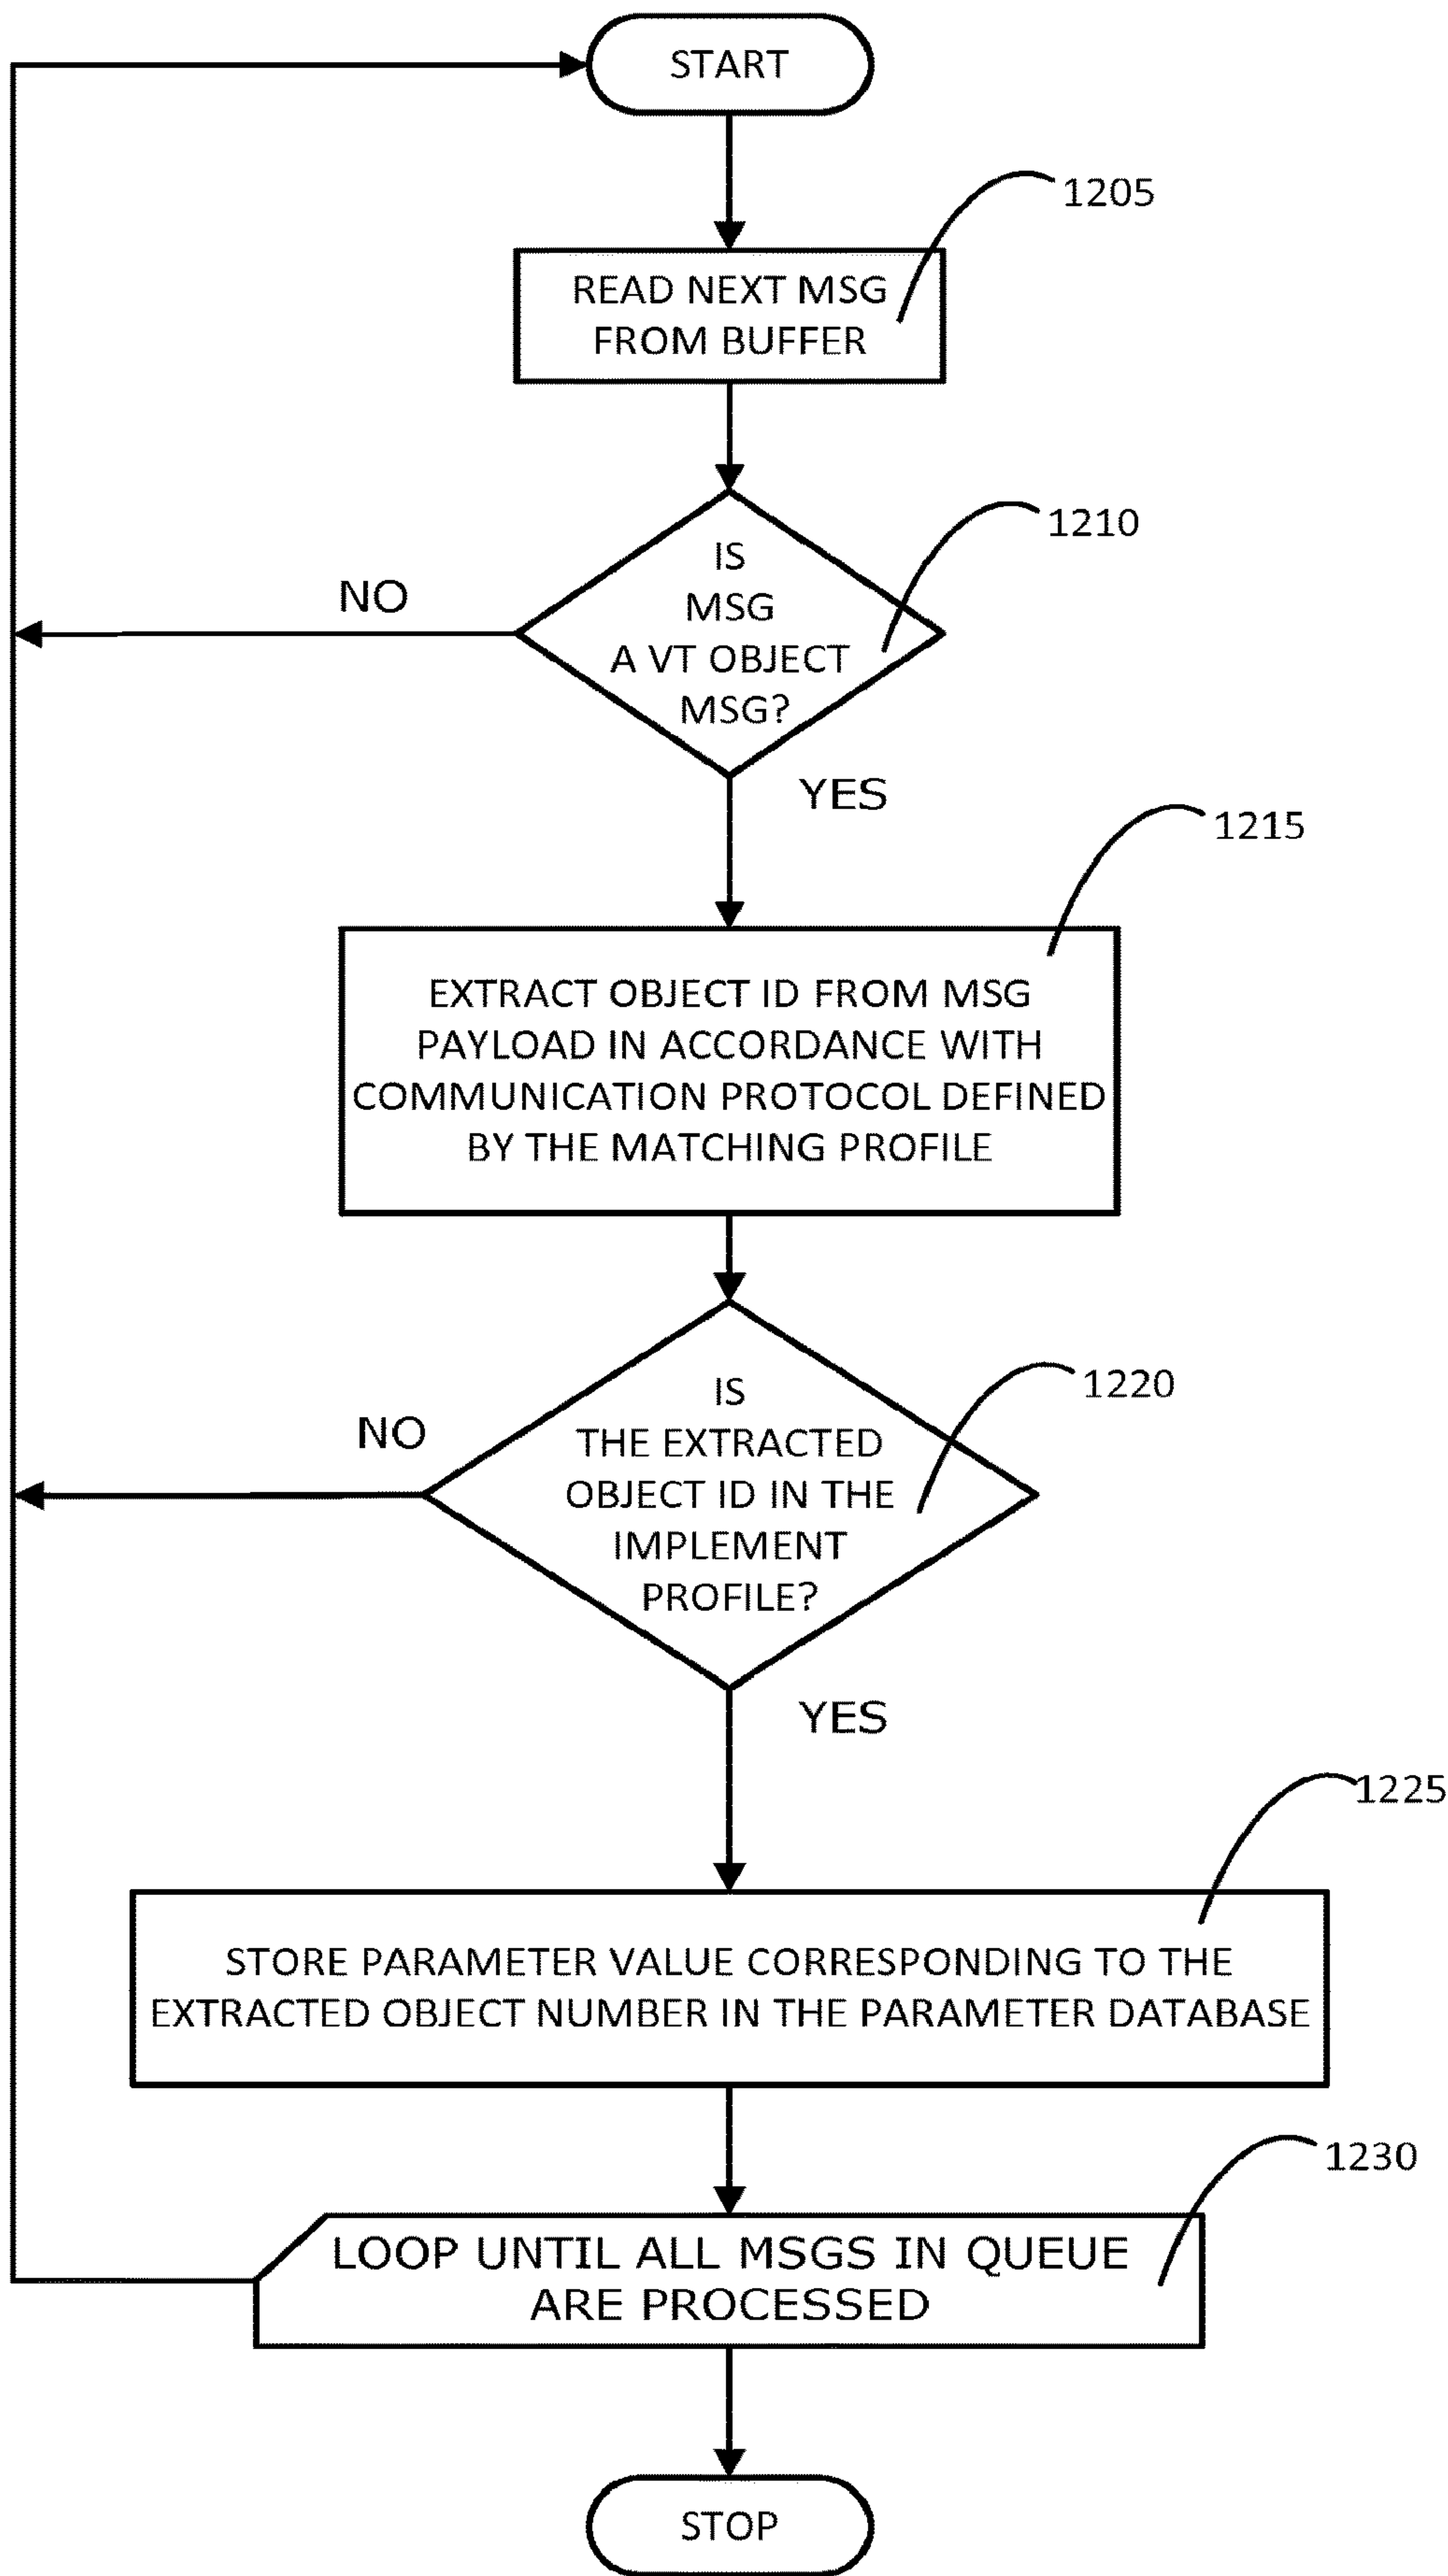 START
1205
READ NEXT MSG
FROM BUFFER
1210
IS
MSG
A VT OBJECT
MSG?
NO
YES
1215
EXTRACT OBJECT ID FROM MSG
PAYLOAD IN ACCORDANCE WITH
COMMUNICATION PROTOCOL DEFINED
BY THE MATCHING PROFILE
1220
IS
THE EXTRACTED
OBJECT ID IN THE
IMPLEMENT
PROFILE?
NO
YES
1225
STORE PARAMETER VALUE CORRESPONDING TO THE
EXTRACTED OBJECT NUMBER IN THE PARAMETER DATABASE
1230
LOOP UNTIL ALL MSGS IN QUEUE
ARE PROCESSED
STOP